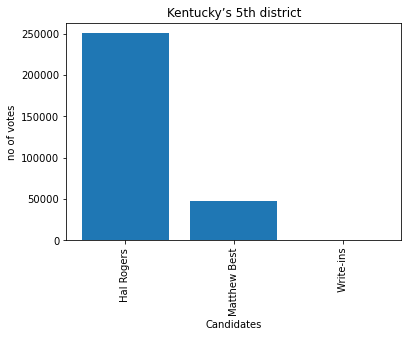 Kentucky’s 5th district
250000
200000
150000
100000
50000
0
no of votes
Hal Rogers
Matthew Best
Write-ins
Candidates